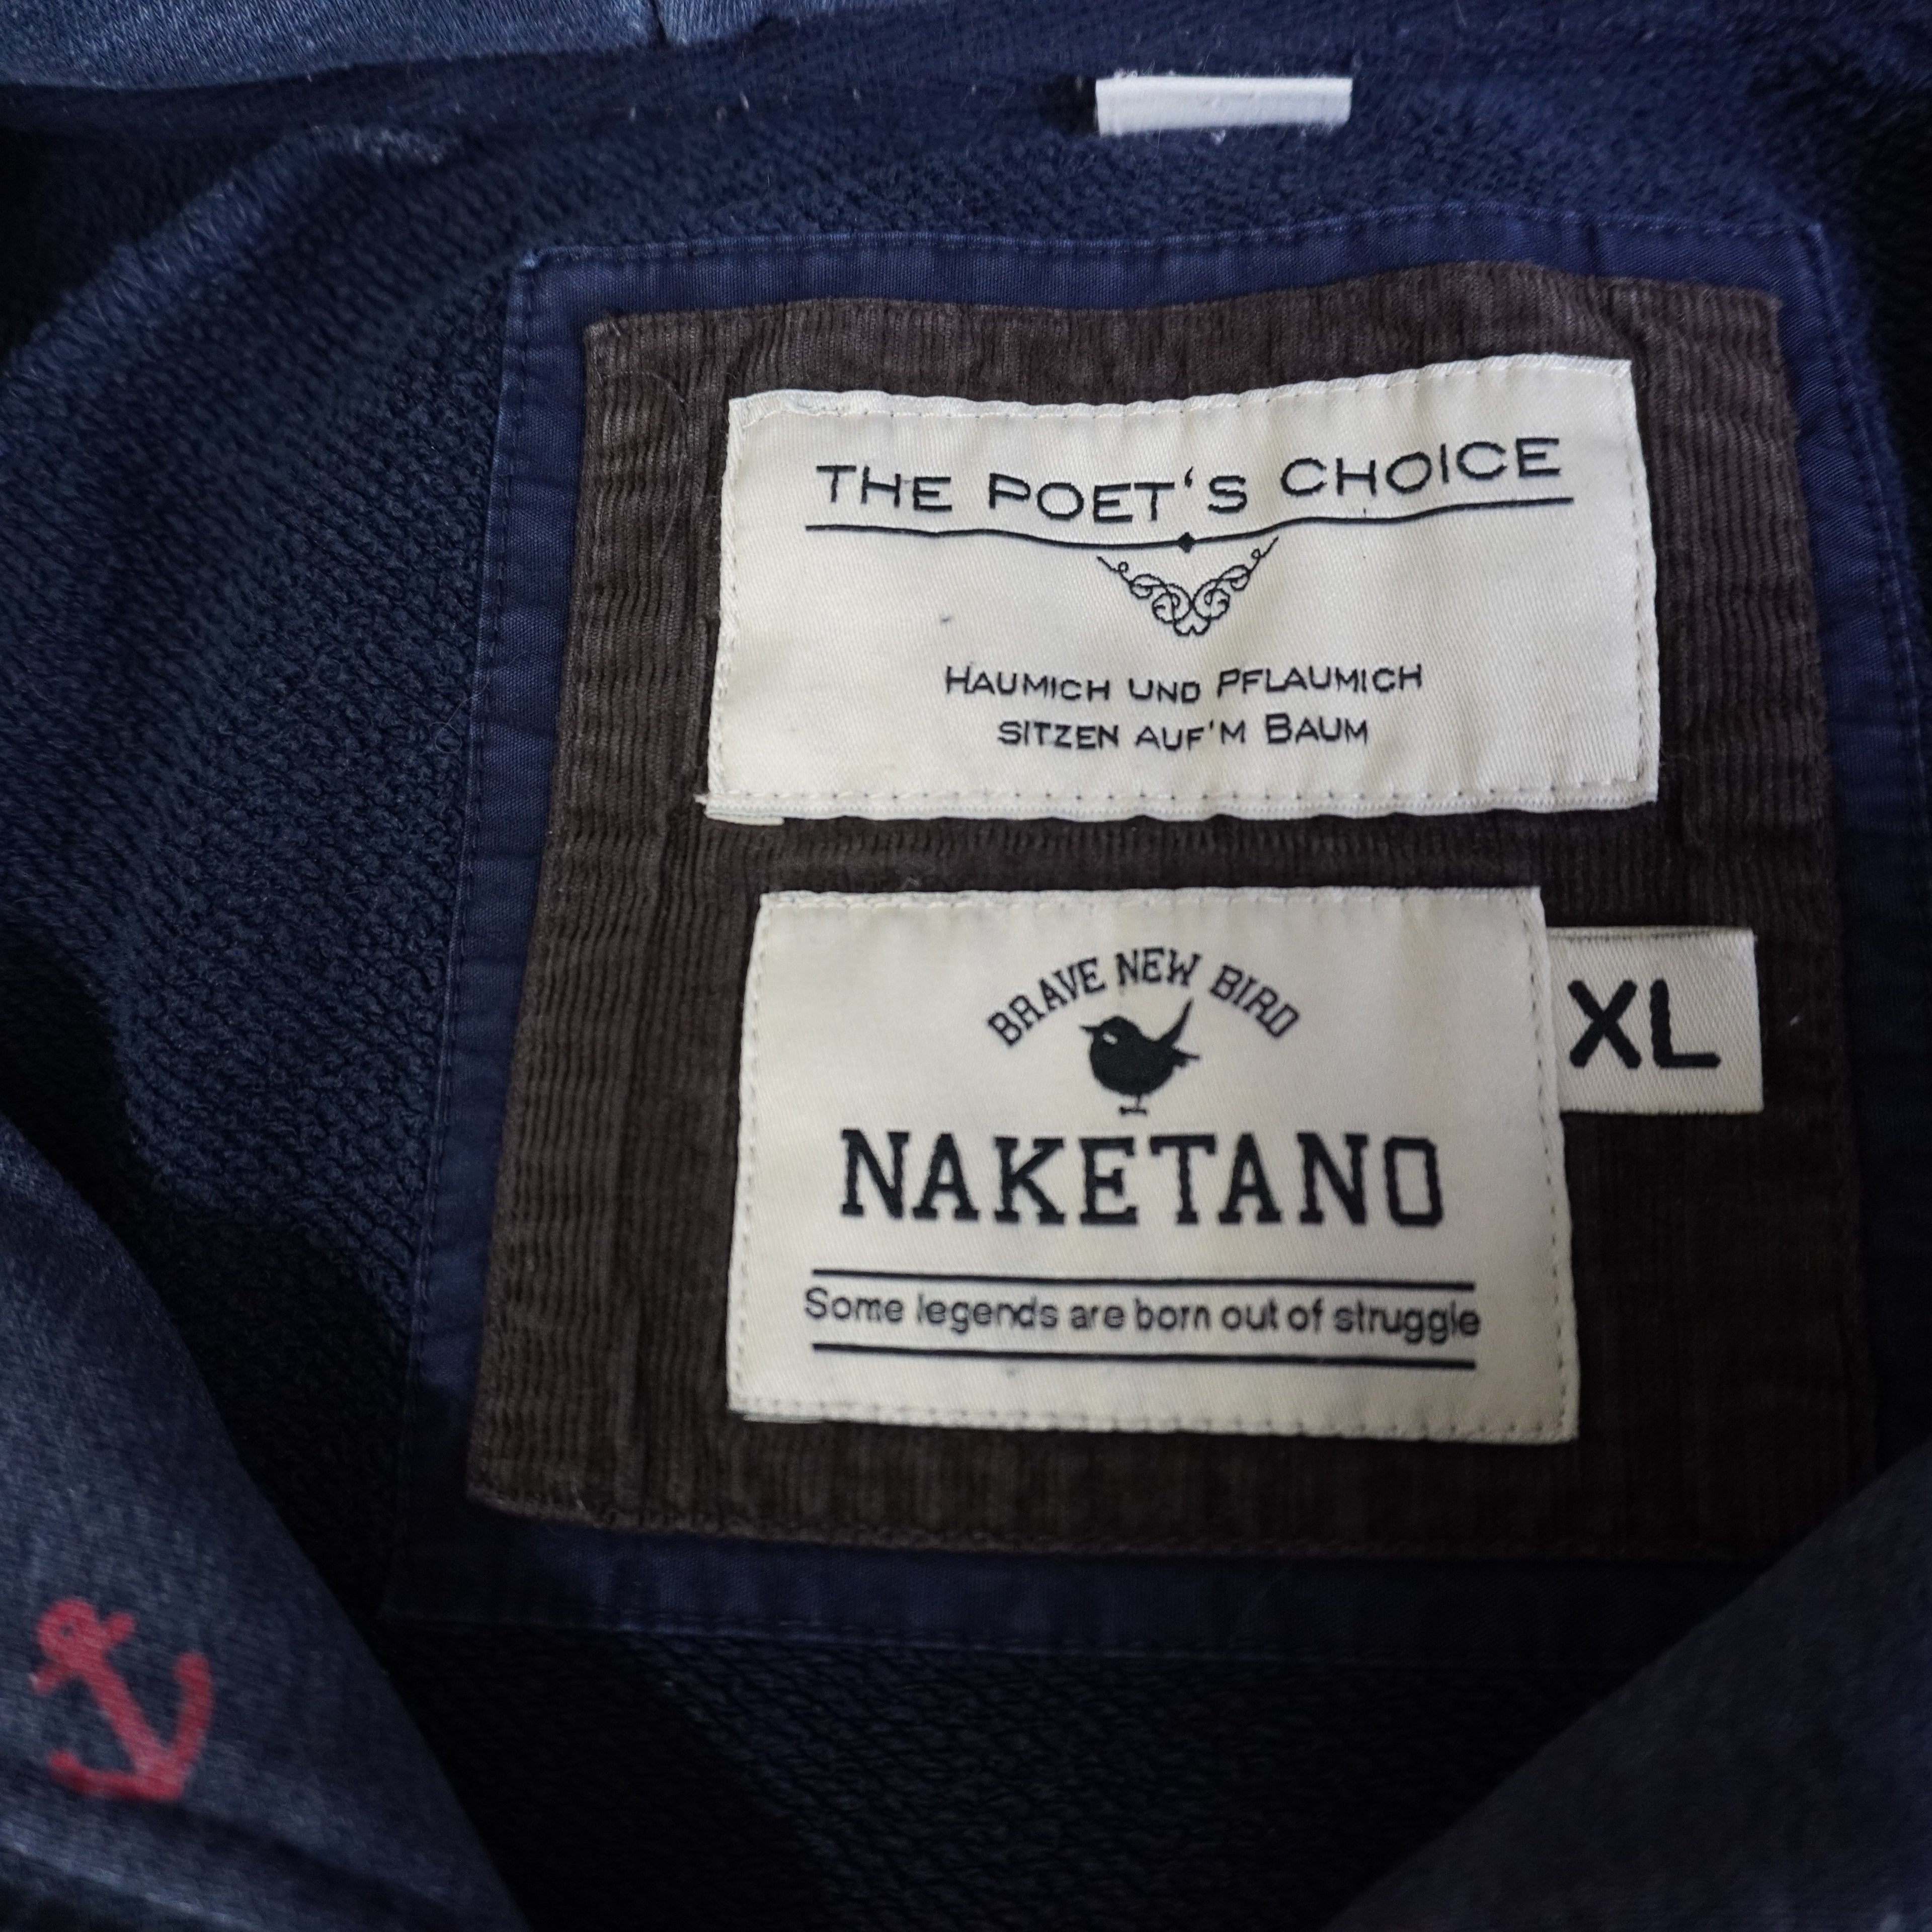 THE POET‘S CHOICE
HAUMICH UND PFLAUMICH
SITZEN AUF'M BAUM
BRAVE NEW BIRD
XL
NAKETANO
Some legends are born out of struggle